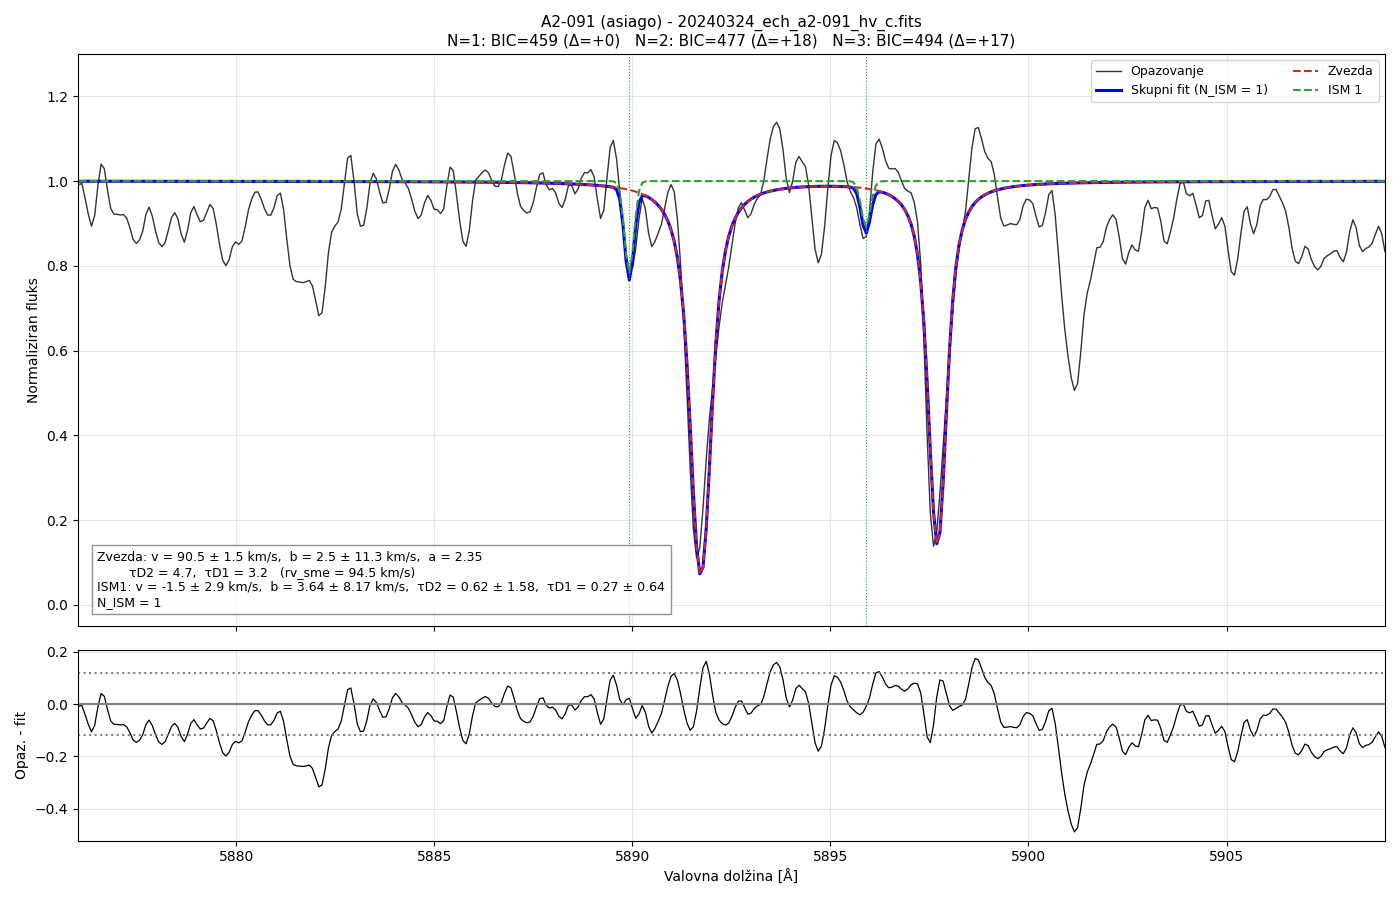 A2-091 (asiago) - 20240324_ech_a2-091_hv_c.fits
N=1: BIC=459 (Δ=+0)   N=2: BIC=477 (Δ=+18)   N=3: BIC=494 (Δ=+17)
Opazovanje
Skupni fit (N_ISM = 1)
Zvezda
ISM 1
Normaliziran fluks
1.2
1.0
0.8
0.6
0.4
0.2
0.0
Zvezda: v = 90.5 ± 1.5 km/s,  b = 2.5 ± 11.3 km/s,  a = 2.35
τD2 = 4.7,  τD1 = 3.2   (rv_sme = 94.5 km/s)
ISM1: v = -1.5 ± 2.9 km/s,  b = 3.64 ± 8.17 km/s,  τD2 = 0.62 ± 1.58,  τD1 = 0.27 ± 0.64
N_ISM = 1
Opaz. - fit
0.2
0.0
−0.2
−0.4
5880
5885
5890
5895
5900
5905
Valovna dolžina [Å]